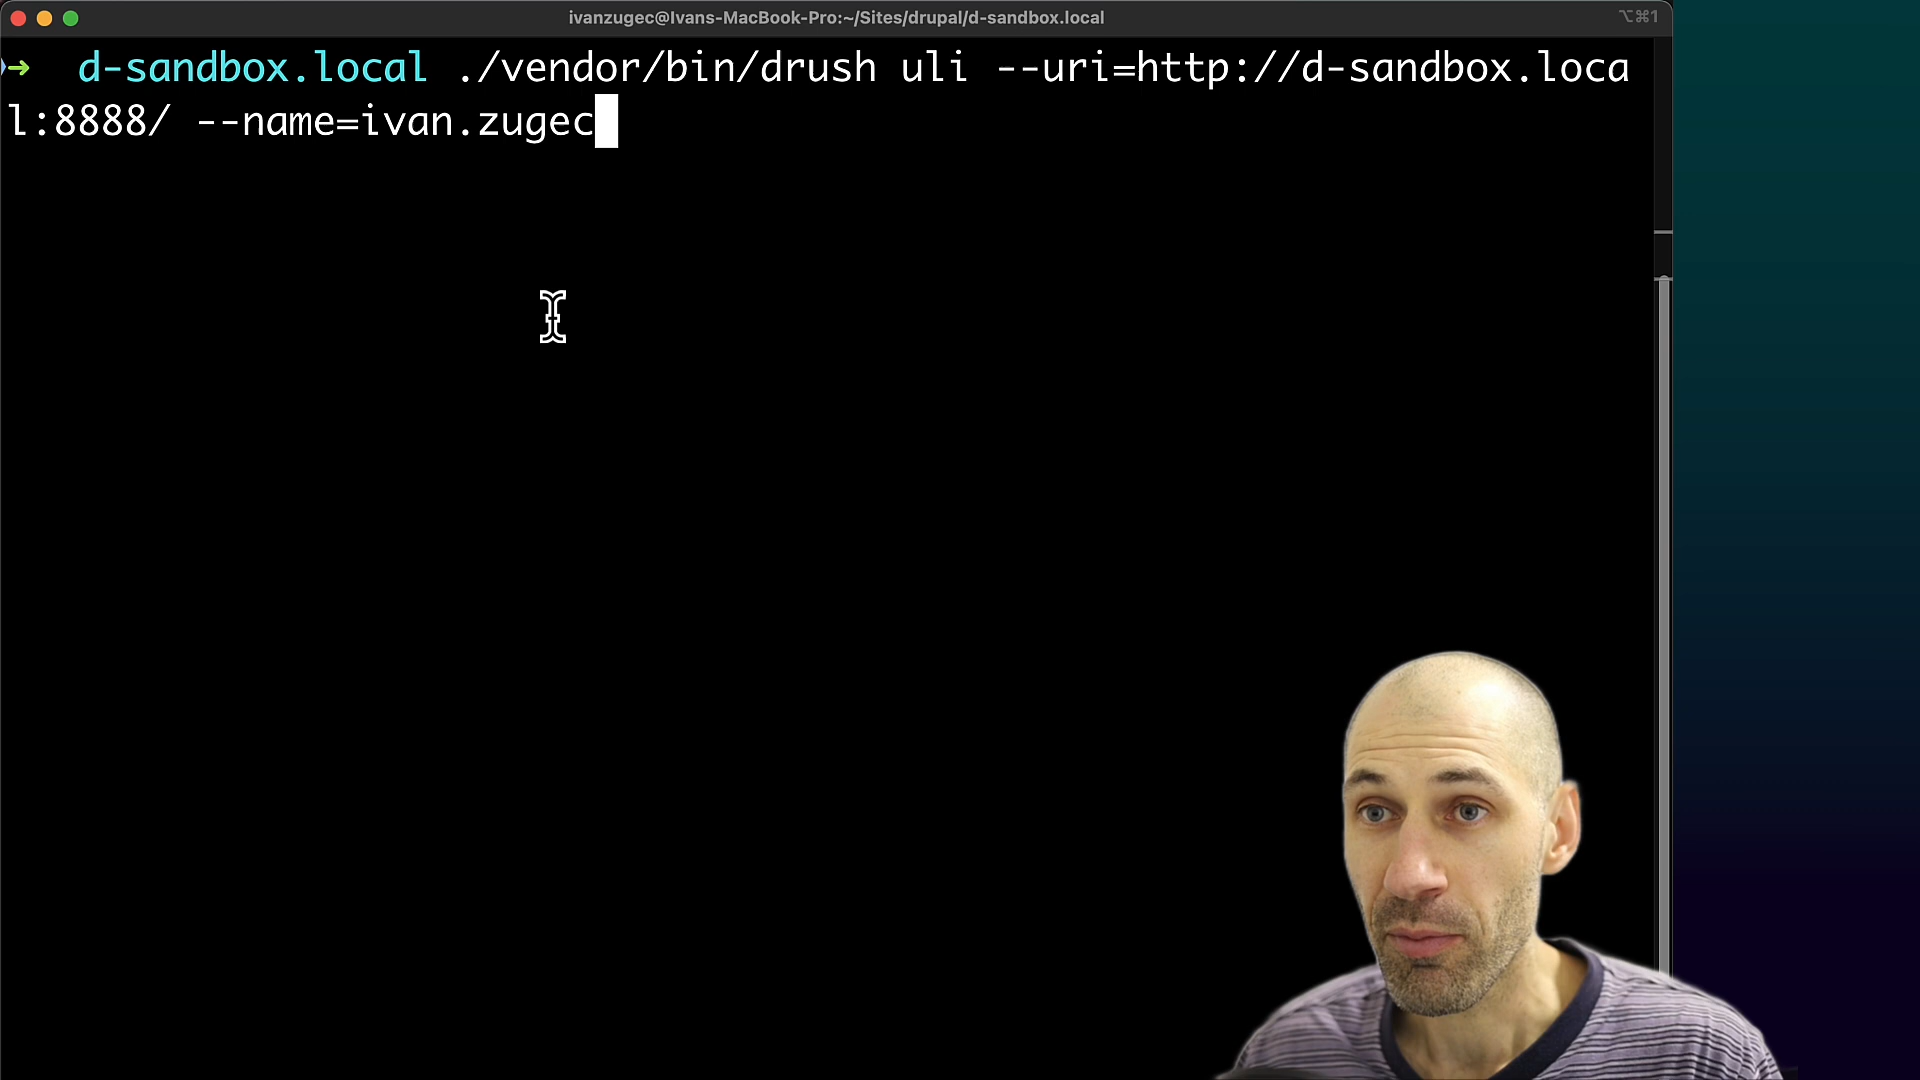 ivanzugec@Ivans-MacBook-Pro:~/Sites/drupal/d-sandbox.local
⌥⌘1
➜ d-sandbox.local ./vendor/bin/drush uli --uri=http://d-sandbox.loca
l:8888/ --name=ivan.zugec